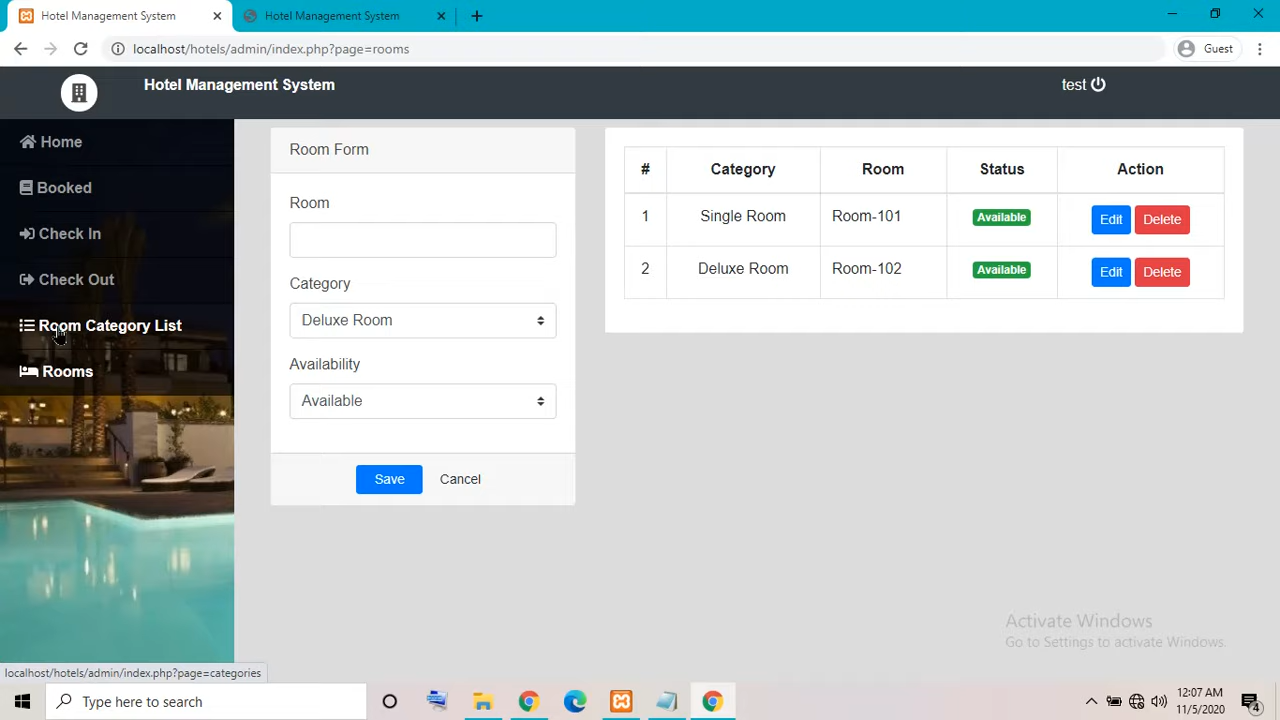 Hotel Management System
Hotel Management System
localhost/hotels/admin/index.php?page=rooms
Guest
Hotel Management System
test
Home
Booked
Check In
Check Out
Room Category List
Rooms
Room Form
Room
Category
Deluxe Room
Availability
Available
Save Cancel
# Category Room Status Action
1 Single Room Room-101 Available Edit Delete
2 Deluxe Room Room-102 Available Edit Delete
Activate Windows
Go to Settings to activate Windows.
localhost/hotels/admin/index.php?page=categories
Type here to search
12:07 AM
11/5/2020
4